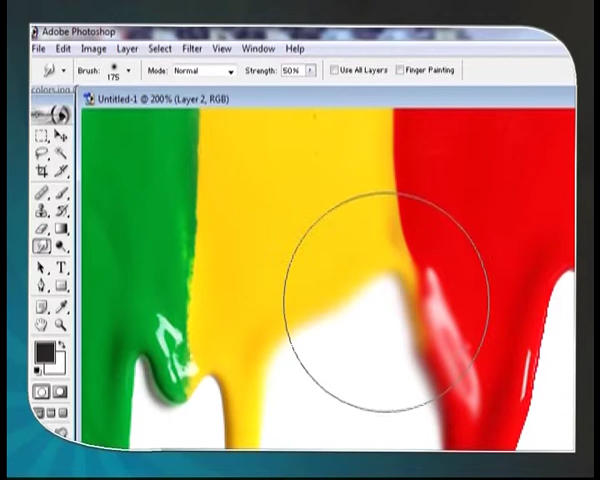 Adobe Photoshop
File Edit Image Layer Select Filter View Window Help
Brush: 175 Mode: Normal Strength: 50% Use All Layers Finger Painting
Untitled-1 @ 200% (Layer 2, RGB)
T